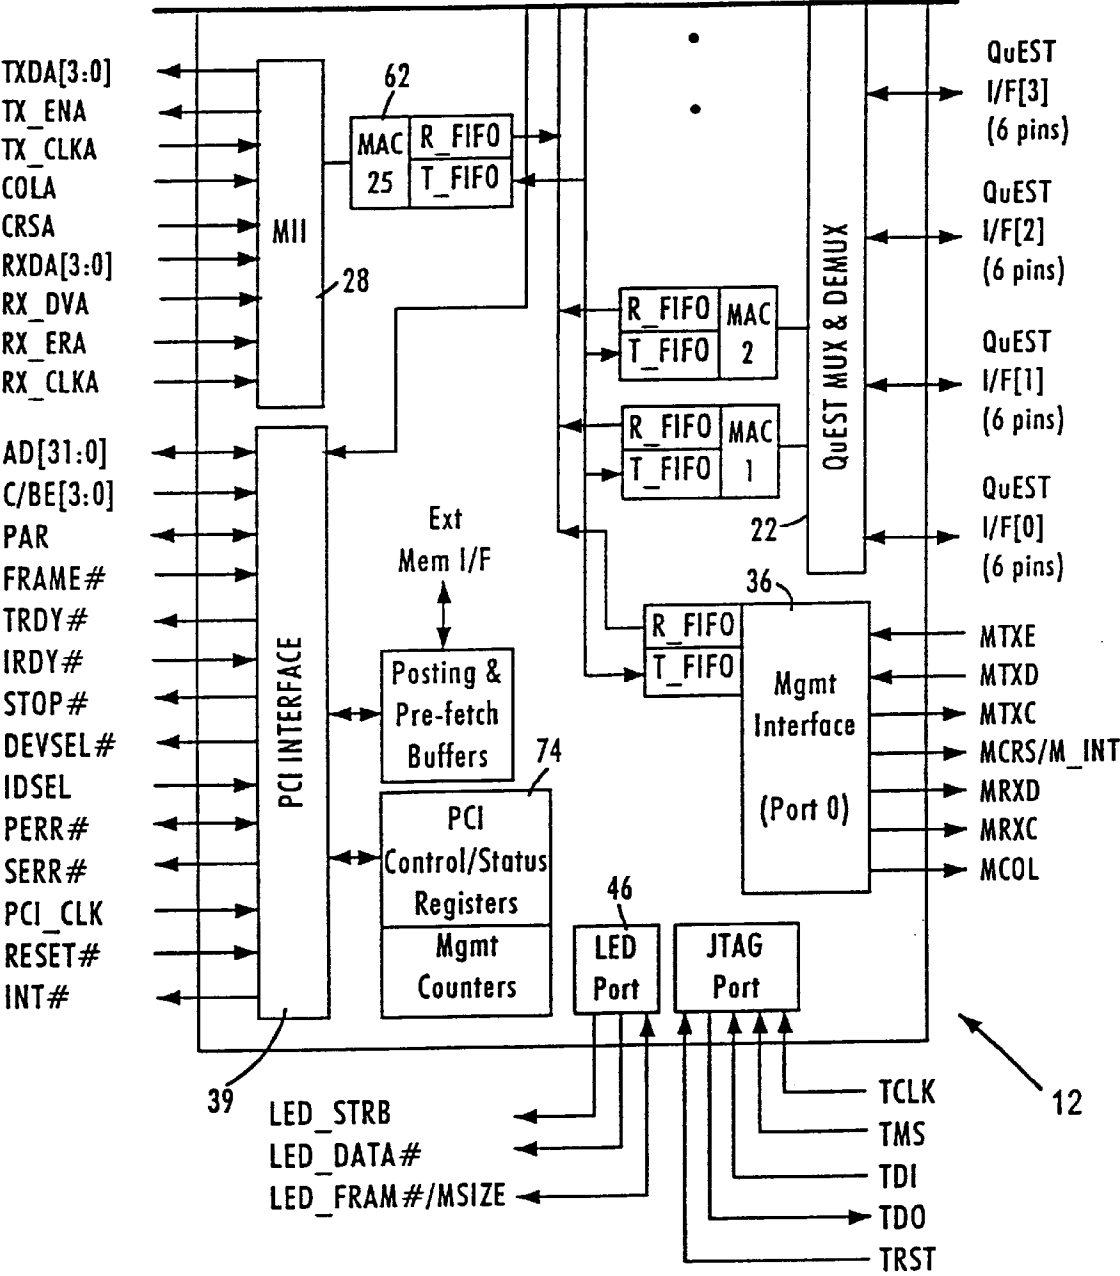 TXDA[3:0]
TX_ENA
TX_CLKA
COLA
CRSA
RXDA[3:0]
RX_DVA
RX_ERA
RX_CLKA
AD[31:0]
C/BE[3:0]
PAR
FRAME#
TRDY#
IRDY#
STOP#
DEVSEL#
IDSEL
PERR#
SERR#
PCI_CLK
RESET#
INT#
MII
28
62
MAC
25
R_FIFO
T_FIFO
PCI INTERFACE
39
Ext
Mem I/F
Posting &
Pre-fetch
Buffers
74
PCI
Control/Status
Registers
Mgmt
Counters
R_FIFO
T_FIFO
MAC
2
R_FIFO
T_FIFO
MAC
1
QuEST MUX & DEMUX
22
36
R_FIFO
T_FIFO
Mgmt
Interface
(Port 0)
46
LED
Port
JTAG
Port
QuEST
I/F[3]
(6 pins)
QuEST
I/F[2]
(6 pins)
QuEST
I/F[1]
(6 pins)
QuEST
I/F[0]
(6 pins)
MTXE
MTXD
MTXC
MCRS/M_INT
MRXD
MRXC
MCOL
12
LED_STRB
LED_DATA#
LED_FRAM#/MSIZE
TCLK
TMS
TDI
TDO
TRST